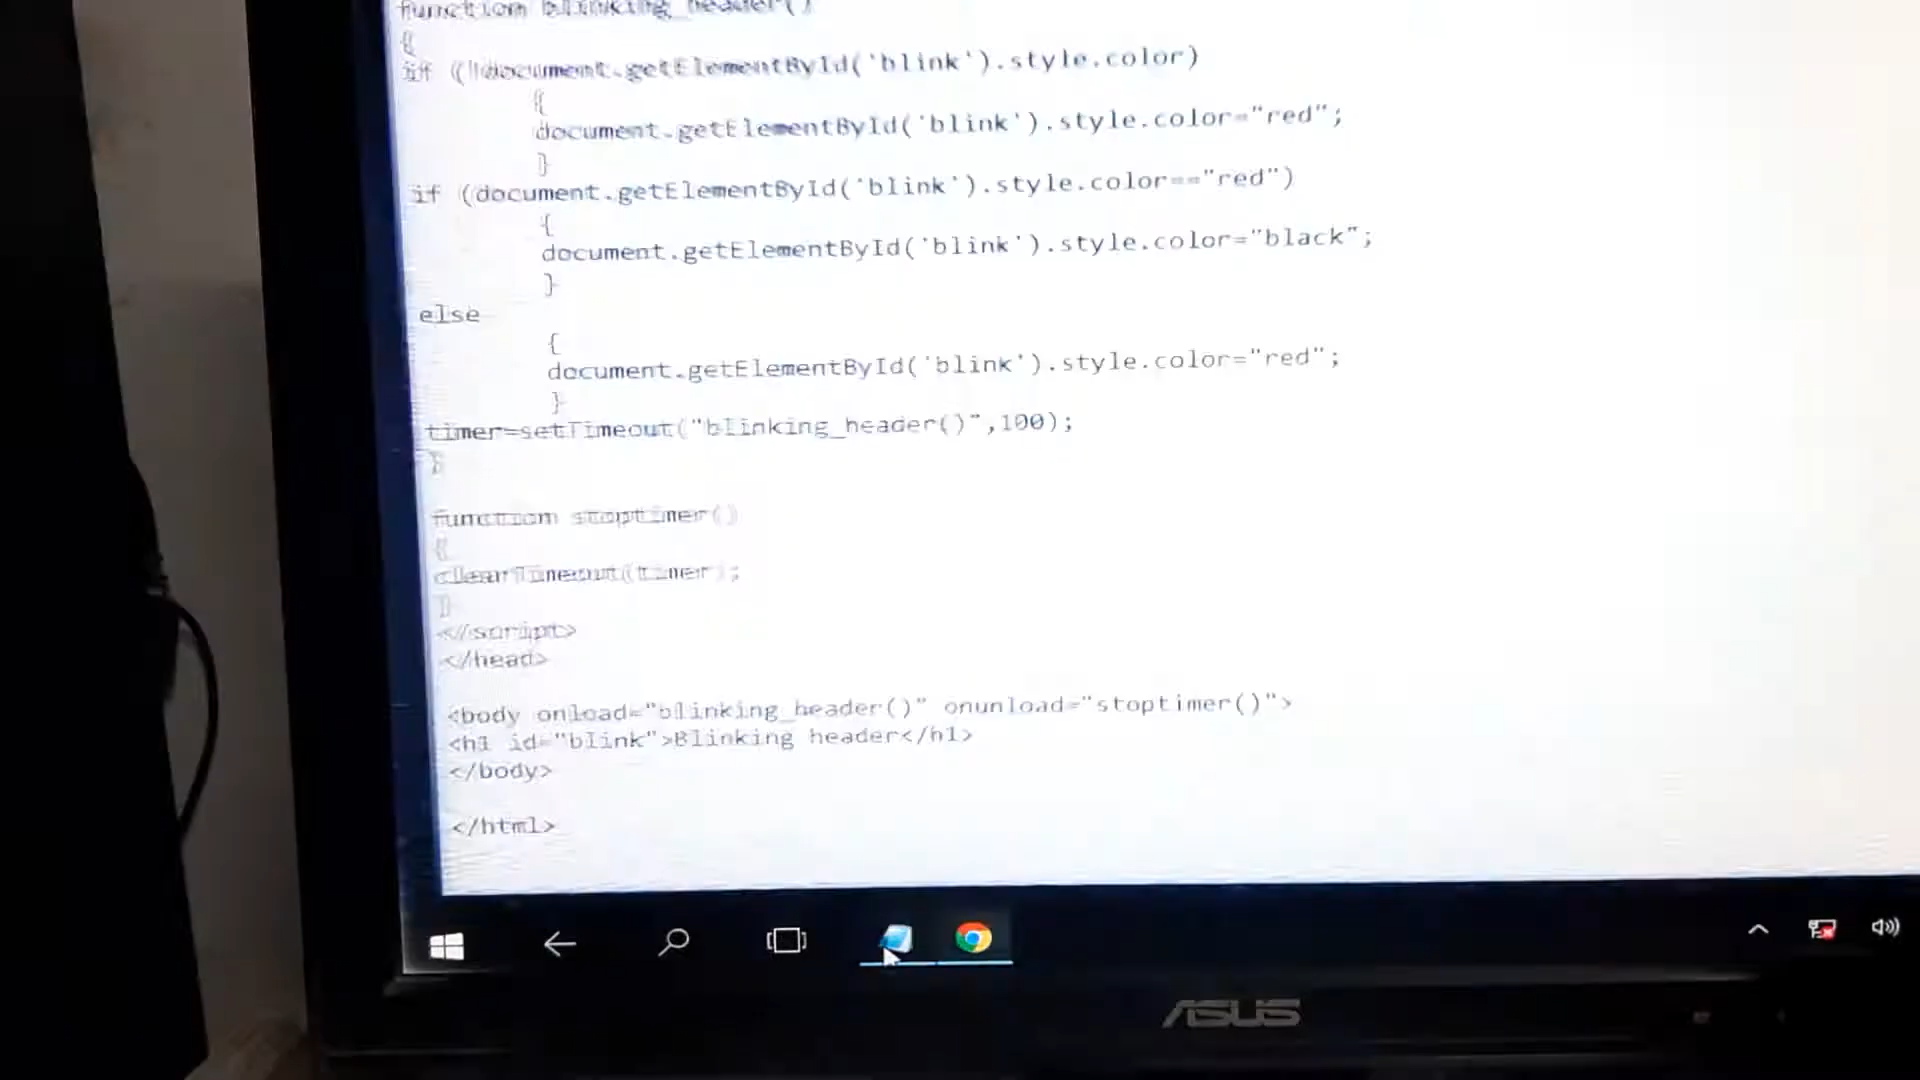 function blinking_header()
{
if (!document.getElementById('blink').style.color)
{
document.getElementById('blink').style.color="red";
}
if (document.getElementById('blink').style.color=="red")
{
document.getElementById('blink').style.color="black";
}
else
{
document.getElementById('blink').style.color="red";
}
timer=setTimeout("blinking_header()",100);
}
function stoptimer()
{
clearTimeout(timer);
}
</script>
</head>
<body onload="blinking_header()" onunload="stoptimer()">
<h1 id="blink">Blinking header</h1>
</body>
</html>
ASUS